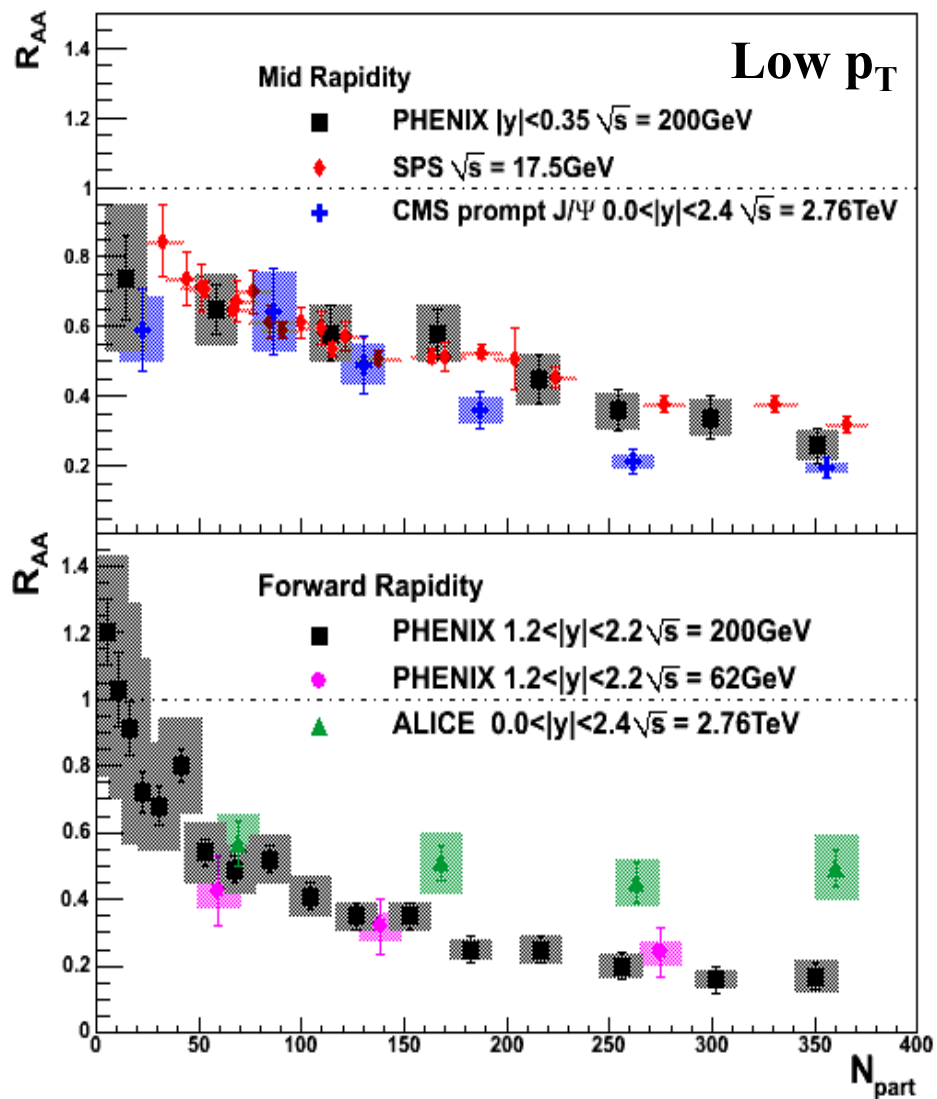 R_AA
1.4
Low p_T
Mid Rapidity
1.2
PHENIX |y|<0.35 √s = 200GeV
SPS √s = 17.5GeV
1
CMS prompt J/Ψ 0.0<|y|<2.4 √s = 2.76TeV
0.8
0.6
0.4
0.2
R_AA
1.4
Forward Rapidity
1.2
PHENIX 1.2<|y|<2.2 √s = 200GeV
PHENIX 1.2<|y|<2.2 √s = 62GeV
1
ALICE 0.0<|y|<2.4 √s = 2.76TeV
0.8
0.6
0.4
0.2
0
0 50 100 150 200 250 300 350 400
N_part